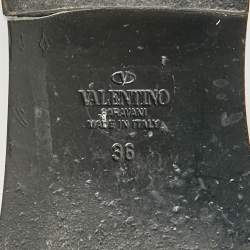 VALENTINO
GARAVANI
MADE IN ITALY
36